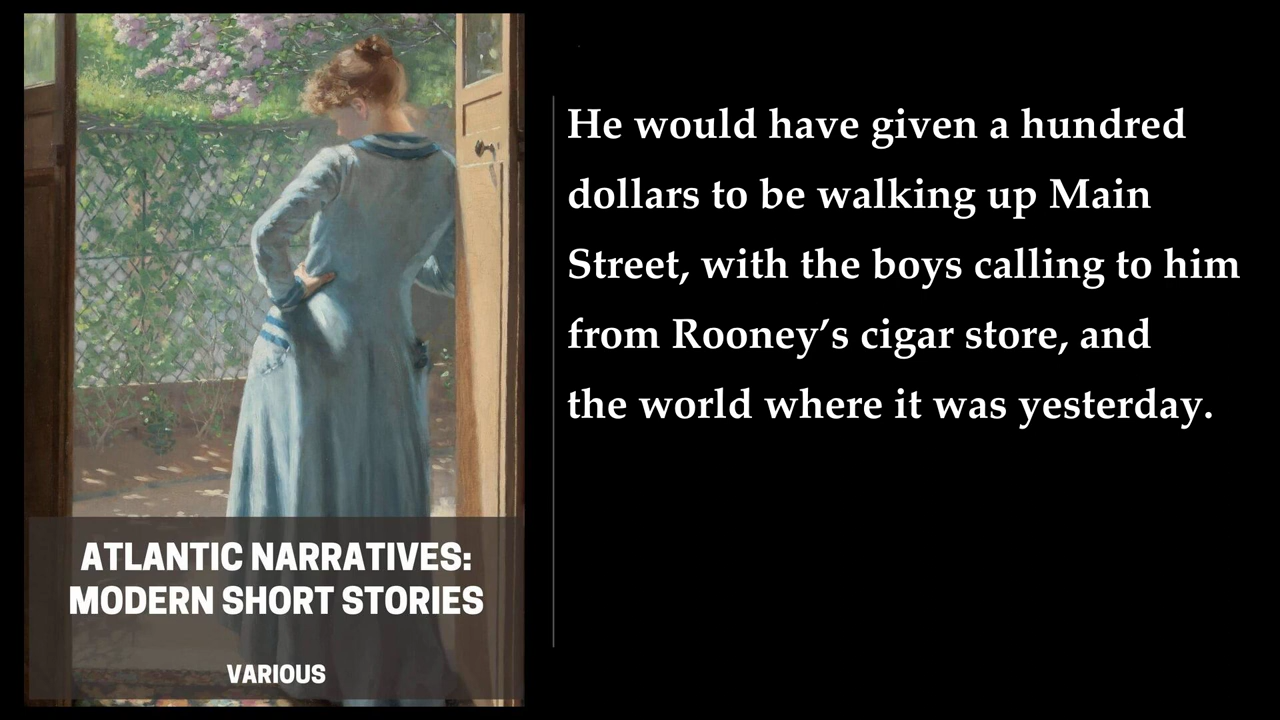 He would have given a hundred
dollars to be walking up Main
Street, with the boys calling to him
from Rooney’s cigar store, and
the world where it was yesterday.
ATLANTIC NARRATIVES:
MODERN SHORT STORIES
VARIOUS